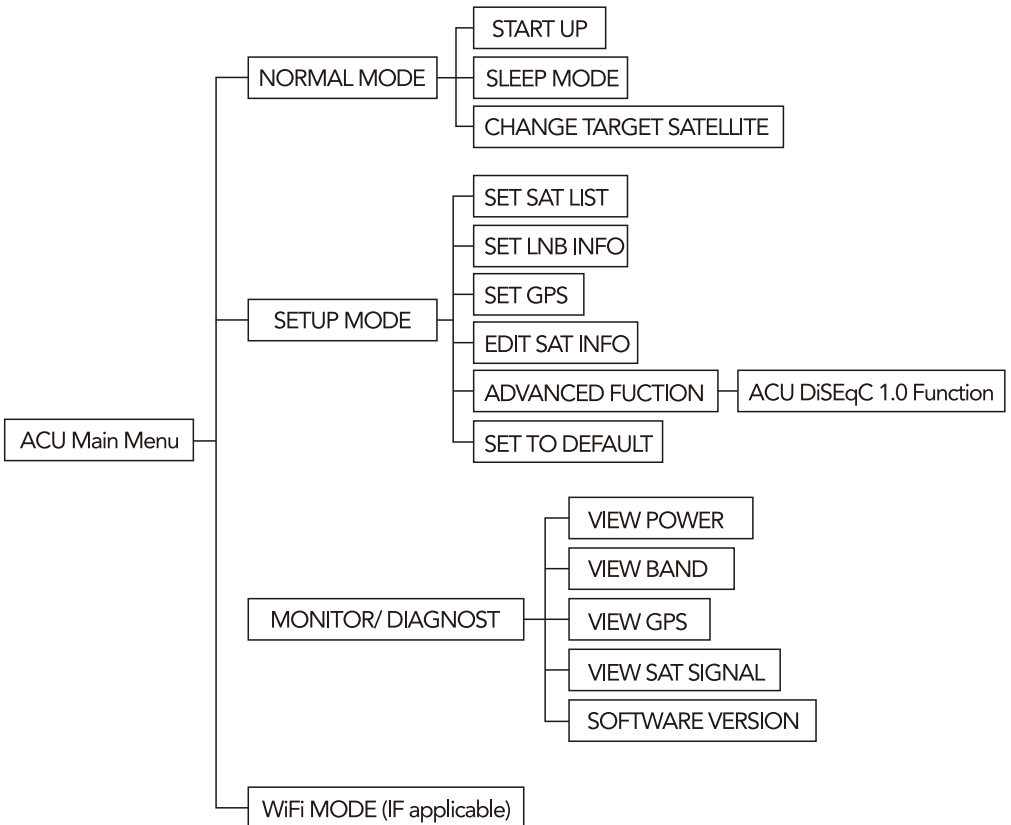 START UP
NORMAL MODE
SLEEP MODE
CHANGE TARGET SATELLITE
SET SAT LIST
SET LNB INFO
SET GPS
SETUP MODE
EDIT SAT INFO
ADVANCED FUCTION
ACU DiSEqC 1.0 Function
SET TO DEFAULT
ACU Main Menu
VIEW POWER
VIEW BAND
MONITOR/ DIAGNOST
VIEW GPS
VIEW SAT SIGNAL
SOFTWARE VERSION
WiFi MODE (IF applicable)